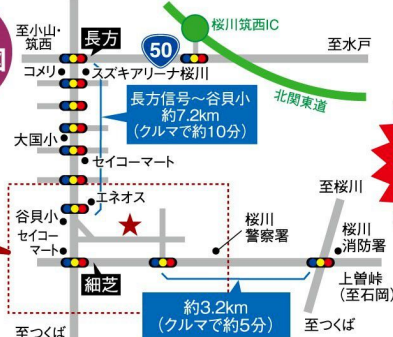 至小山・
筑西
長方
50
桜川筑西IC
至水戸
コメリ
スズキアリーナ桜川
北関東道
長方信号～谷貝小
約7.2km
(クルマで約10分)
大国小
セイコーマート
至桜川
エネオス
谷貝小
セイコー
マート
桜川
警察署
桜川
消防署
細芝
上曽峠
(至石岡)
約3.2km
(クルマで約5分)
至つくば
至つくば